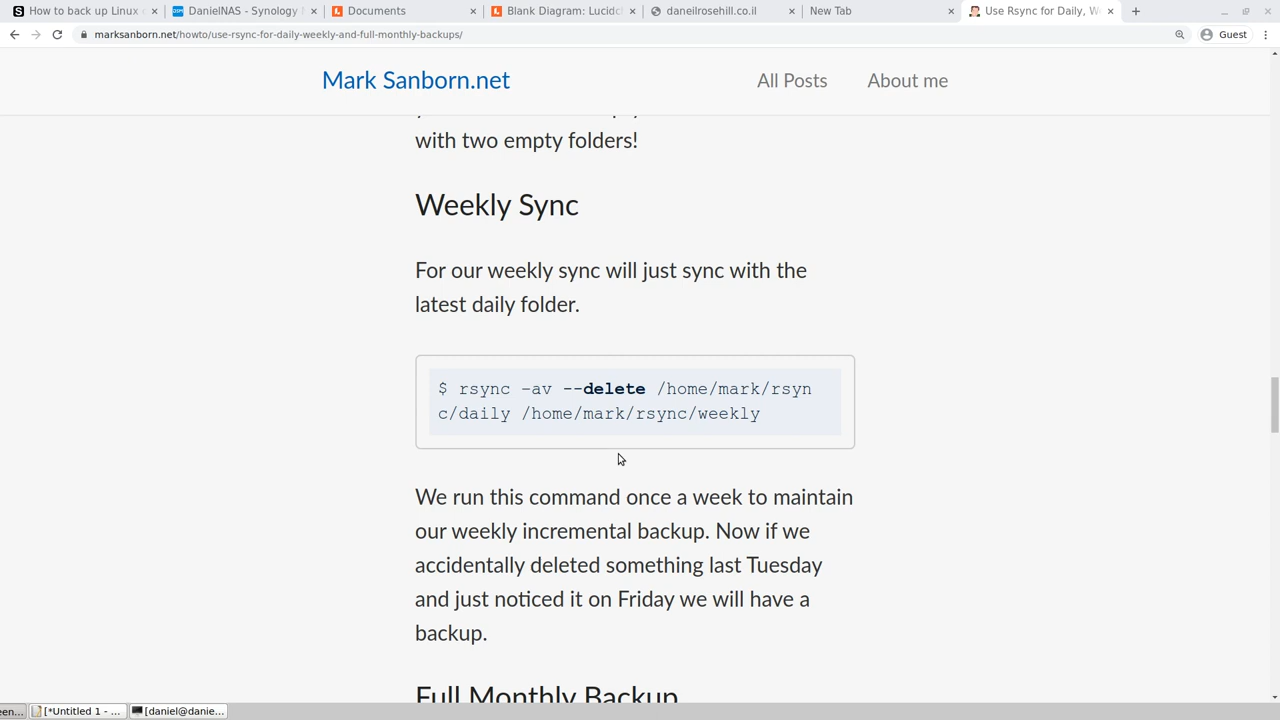 How to back up Linux
DanielNAS - Synology
Documents
Blank Diagram: Lucidc
daneilrosehill.co.il
New Tab
Use Rsync for Daily, W
marksanborn.net/howto/use-rsync-for-daily-weekly-and-full-monthly-backups/
Guest
Mark Sanborn.net
All Posts
About me
with two empty folders!
Weekly Sync
For our weekly sync will just sync with the
latest daily folder.
$ rsync -av --delete /home/mark/rsyn
c/daily /home/mark/rsync/weekly
We run this command once a week to maintain
our weekly incremental backup. Now if we
accidentally deleted something last Tuesday
and just noticed it on Friday we will have a
backup.
Full Monthly Backup
een...
[*Untitled 1 - ...
[daniel@danie...